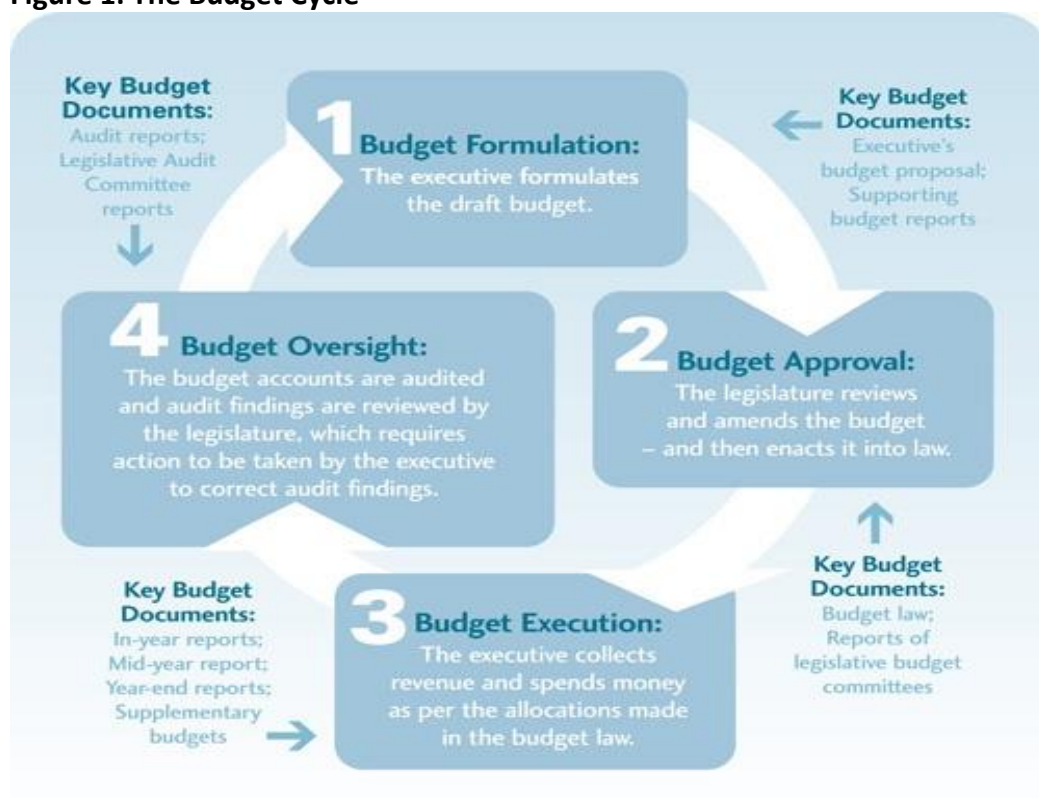 Figure 1: The Budget Cycle
Key Budget
Documents:
Audit reports;
Legislative Audit
Committee
reports
1
Budget Formulation:
The executive formulates
the draft budget.
Key Budget
Documents:
Executive's
budget proposal;
Supporting
budget reports
2
Budget Approval:
The legislature reviews
and amends the budget
– and then enacts it into law.
Key Budget
Documents:
Budget law;
Reports of
legislative budget
committees
3
Budget Execution:
The executive collects
revenue and spends money
as per the allocations made
in the budget law.
Key Budget
Documents:
In-year reports;
Mid-year report;
Year-end reports;
Supplementary
budgets
4
Budget Oversight:
The budget accounts are audited
and audit findings are reviewed by
the legislature, which requires
action to be taken by the executive
to correct audit findings.